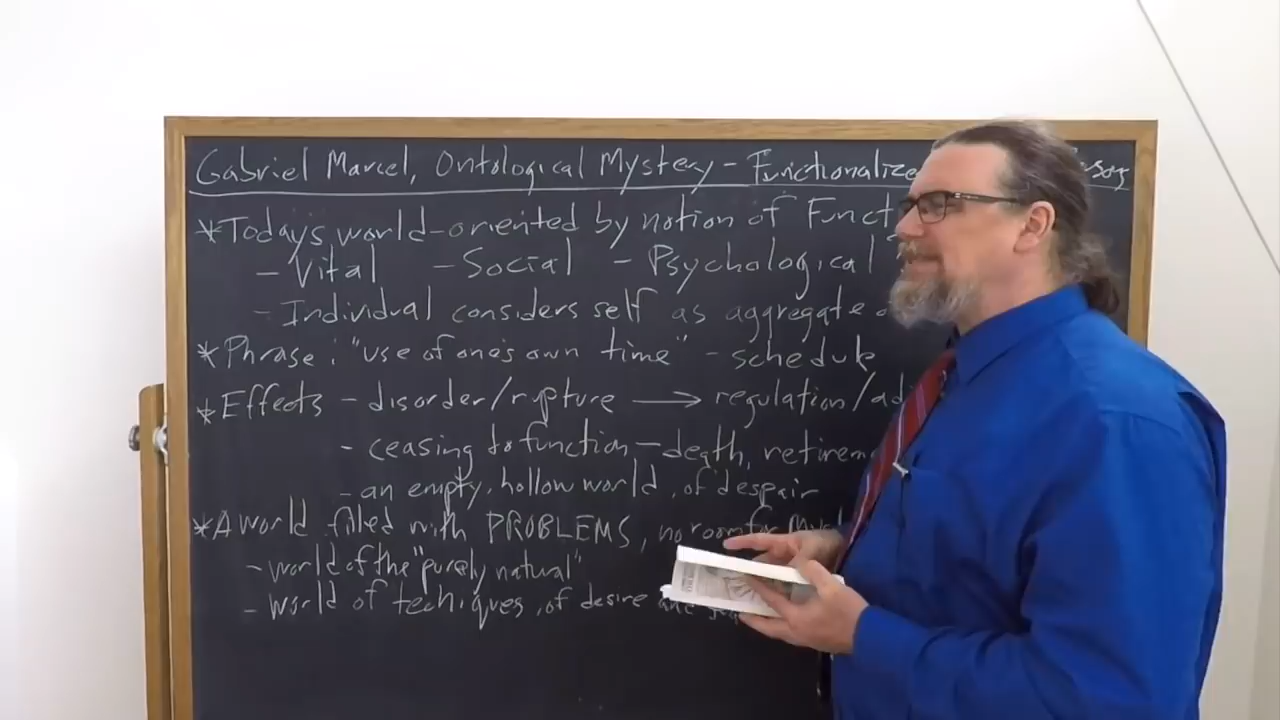 Gabriel Marcel, Ontological Mystery - Functionalize
* Today's world-oriented by notion of Funct
- Vital - Social - Psychological
- Individual considers self as aggregate o
* Phrase: "use of one's own time" - schedule
* Effects - disorder/rupture → regulation/ad
- ceasing to function - death, retirem
- an empty, hollow world, of despair
* A world filled with PROBLEMS, no room for Myst
- world of the "purely natural"
- world of techniques, of desire and